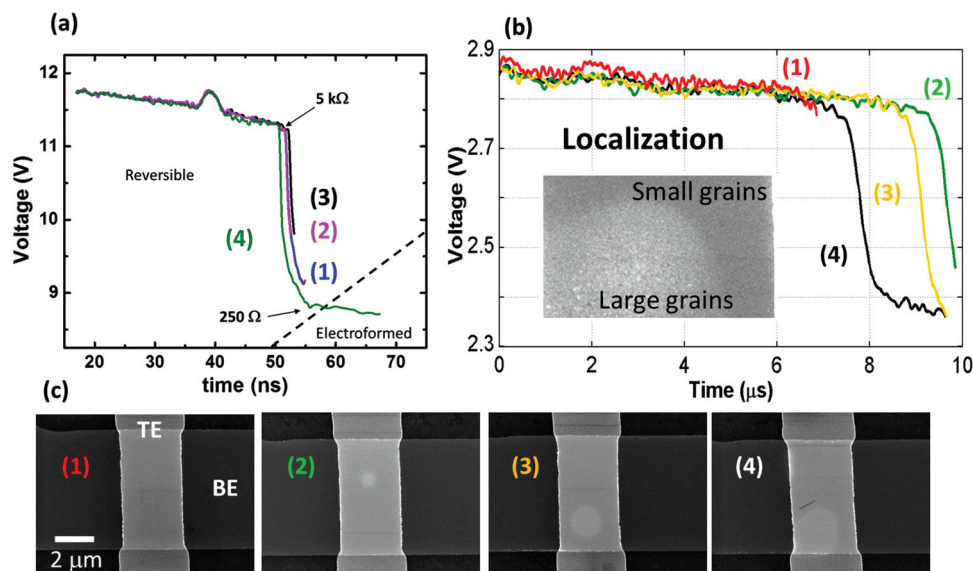 (a)
12
11
10
9
Voltage (V)
5 kΩ
Reversible
(3)
(2)
(4)
(1)
250 Ω
Electroformed
20 30 40 50 60 70
time (ns)
(b)
2.9
2.7
2.5
2.3
Voltage (V)
(1)
(2)
Localization
(3)
Small grains
(4)
Large grains
0 2 4 6 8 10
Time (μs)
(c)
TE
(1)
BE
2 μm
(2)
(3)
(4)